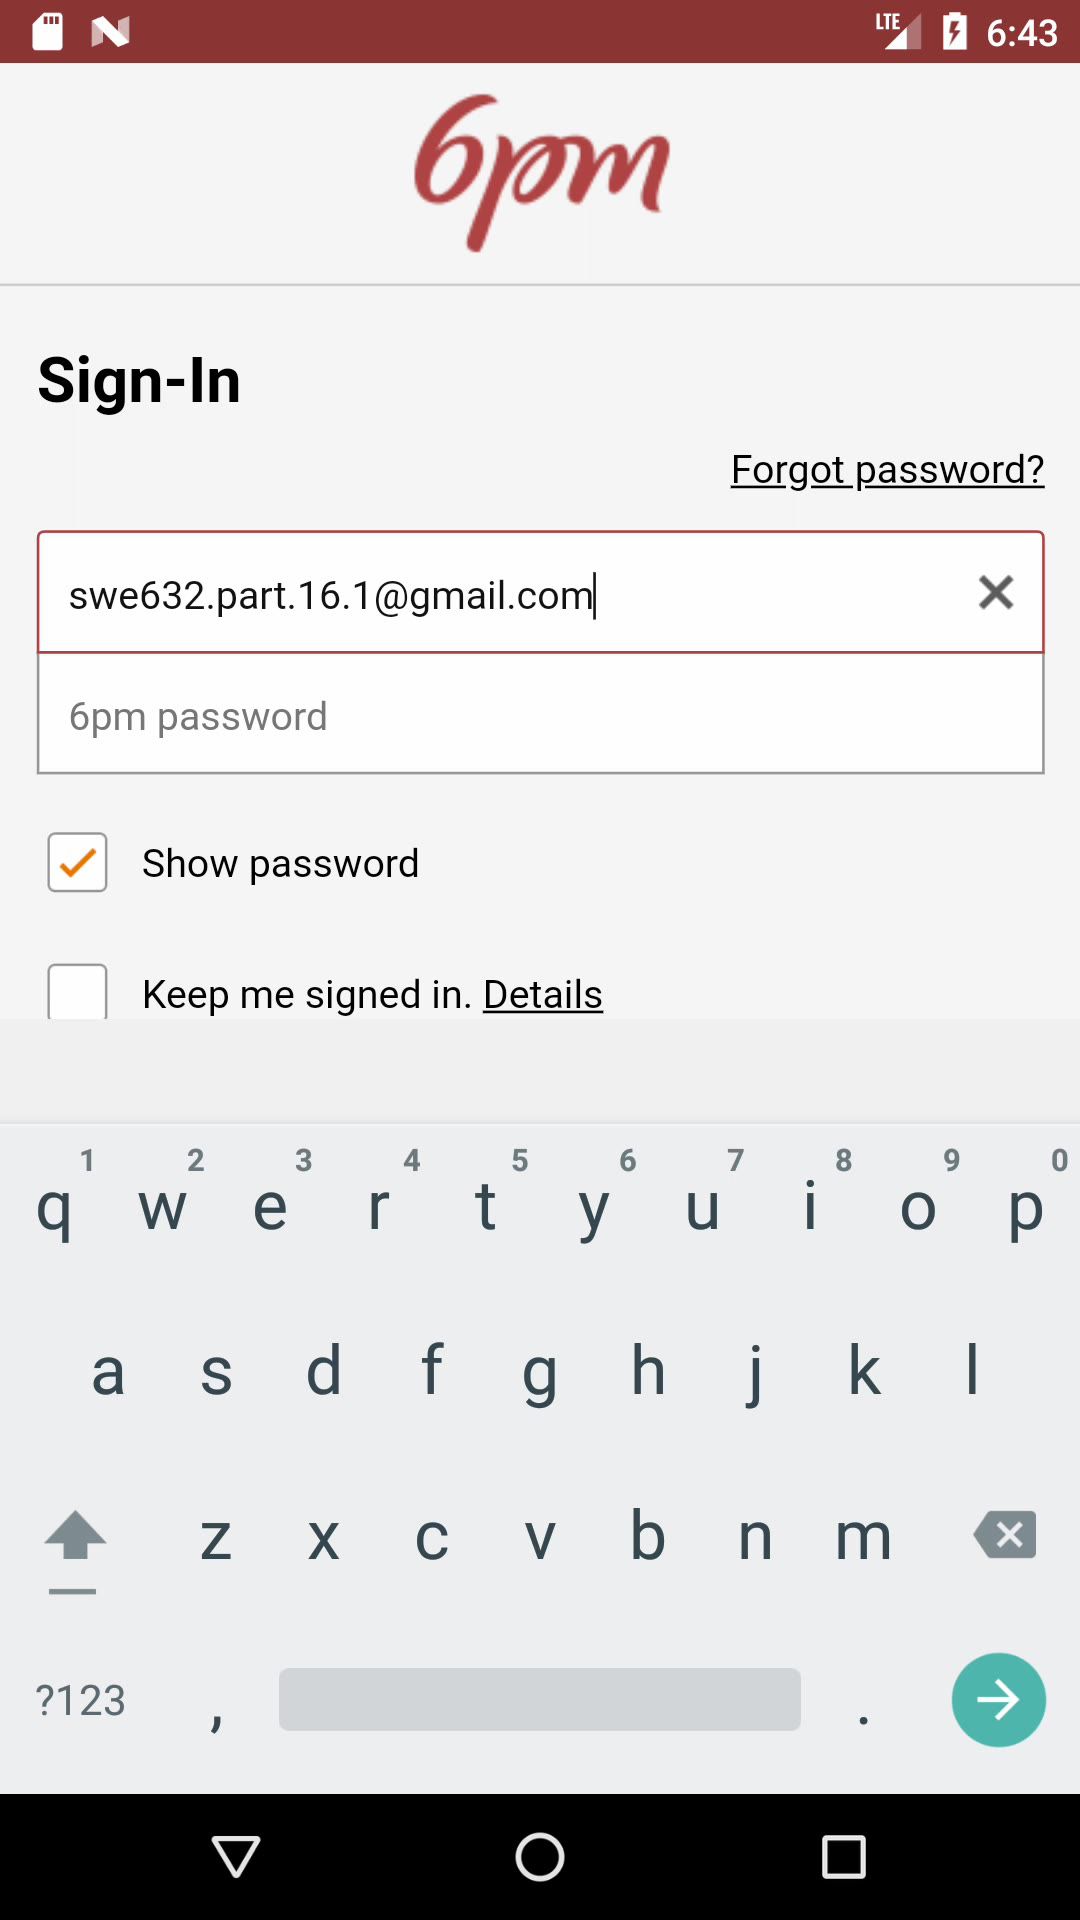 LTE 6:43
6pm
Sign-In
Forgot password?
swe632.part.16.1@gmail.com
6pm password
Show password
Keep me signed in. Details
1 2 3 4 5 6 7 8 9 0
q w e r t y u i o p
a s d f g h j k l
z x c v b n m
?123 , .